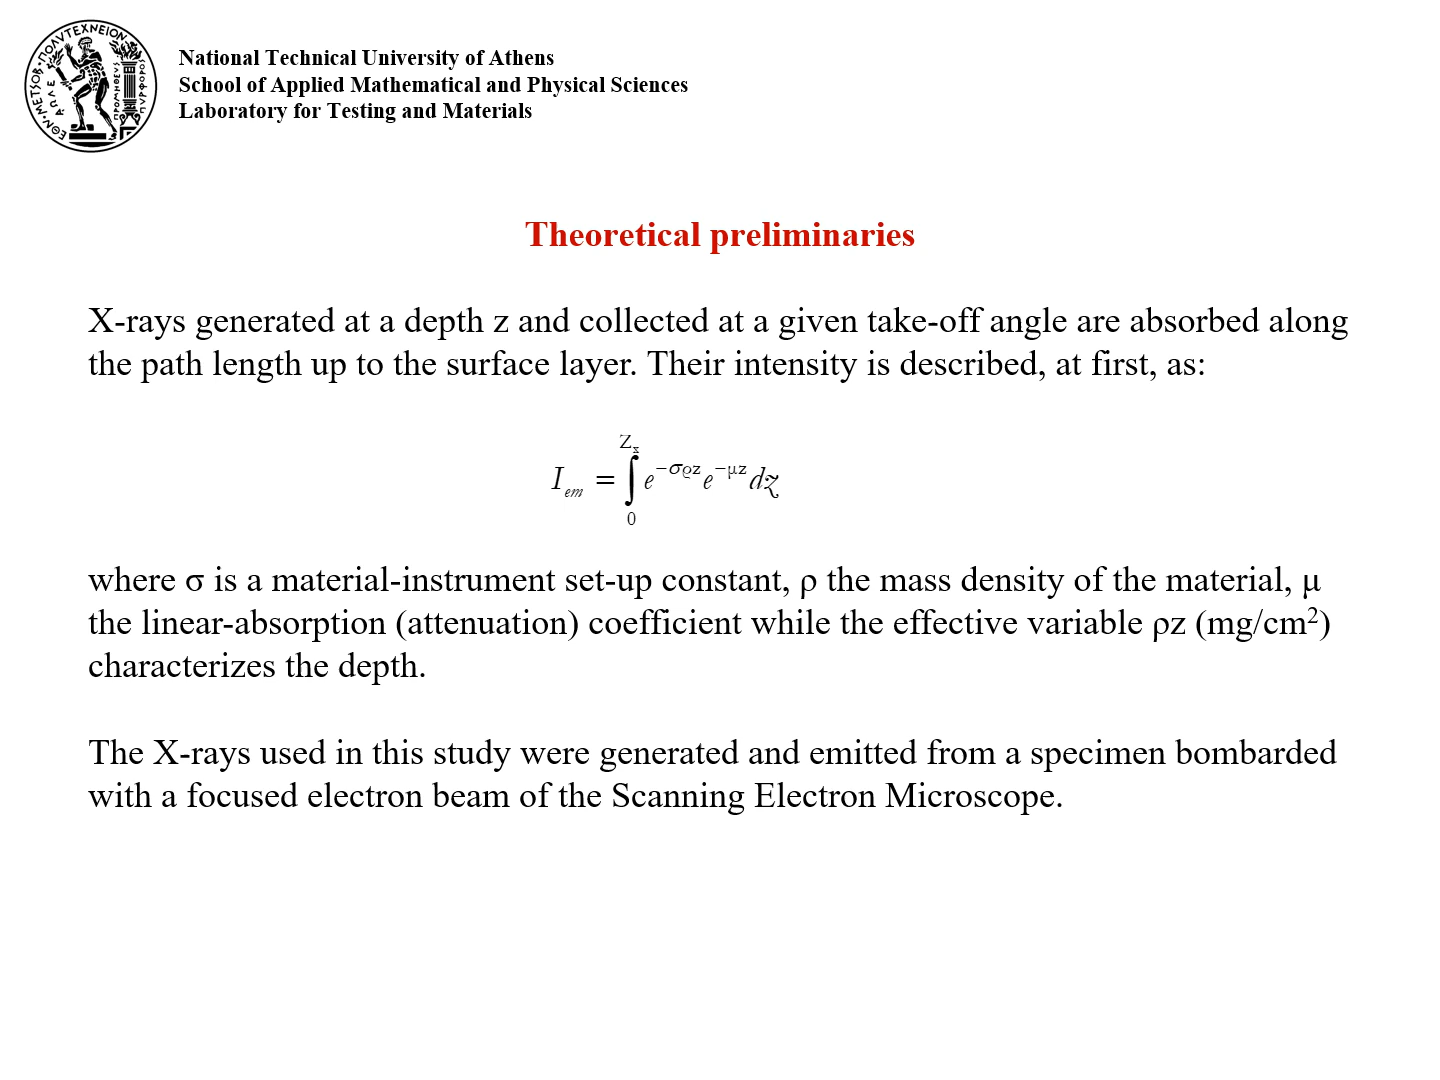 National Technical University of Athens
School of Applied Mathematical and Physical Sciences
Laboratory for Testing and Materials
Theoretical preliminaries
X-rays generated at a depth z and collected at a given take-off angle are absorbed along
the path length up to the surface layer. Their intensity is described, at first, as:
I_{em} = ∫_{0}^{Z_x} e^{−σρz} e^{−μz} dz
where σ is a material-instrument set-up constant, ρ the mass density of the material, μ
the linear-absorption (attenuation) coefficient while the effective variable ρz (mg/cm²)
characterizes the depth.
The X-rays used in this study were generated and emitted from a specimen bombarded
with a focused electron beam of the Scanning Electron Microscope.